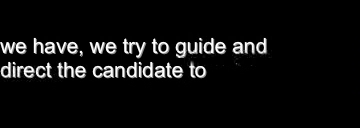 we have, we try to guide and
direct the candidate to